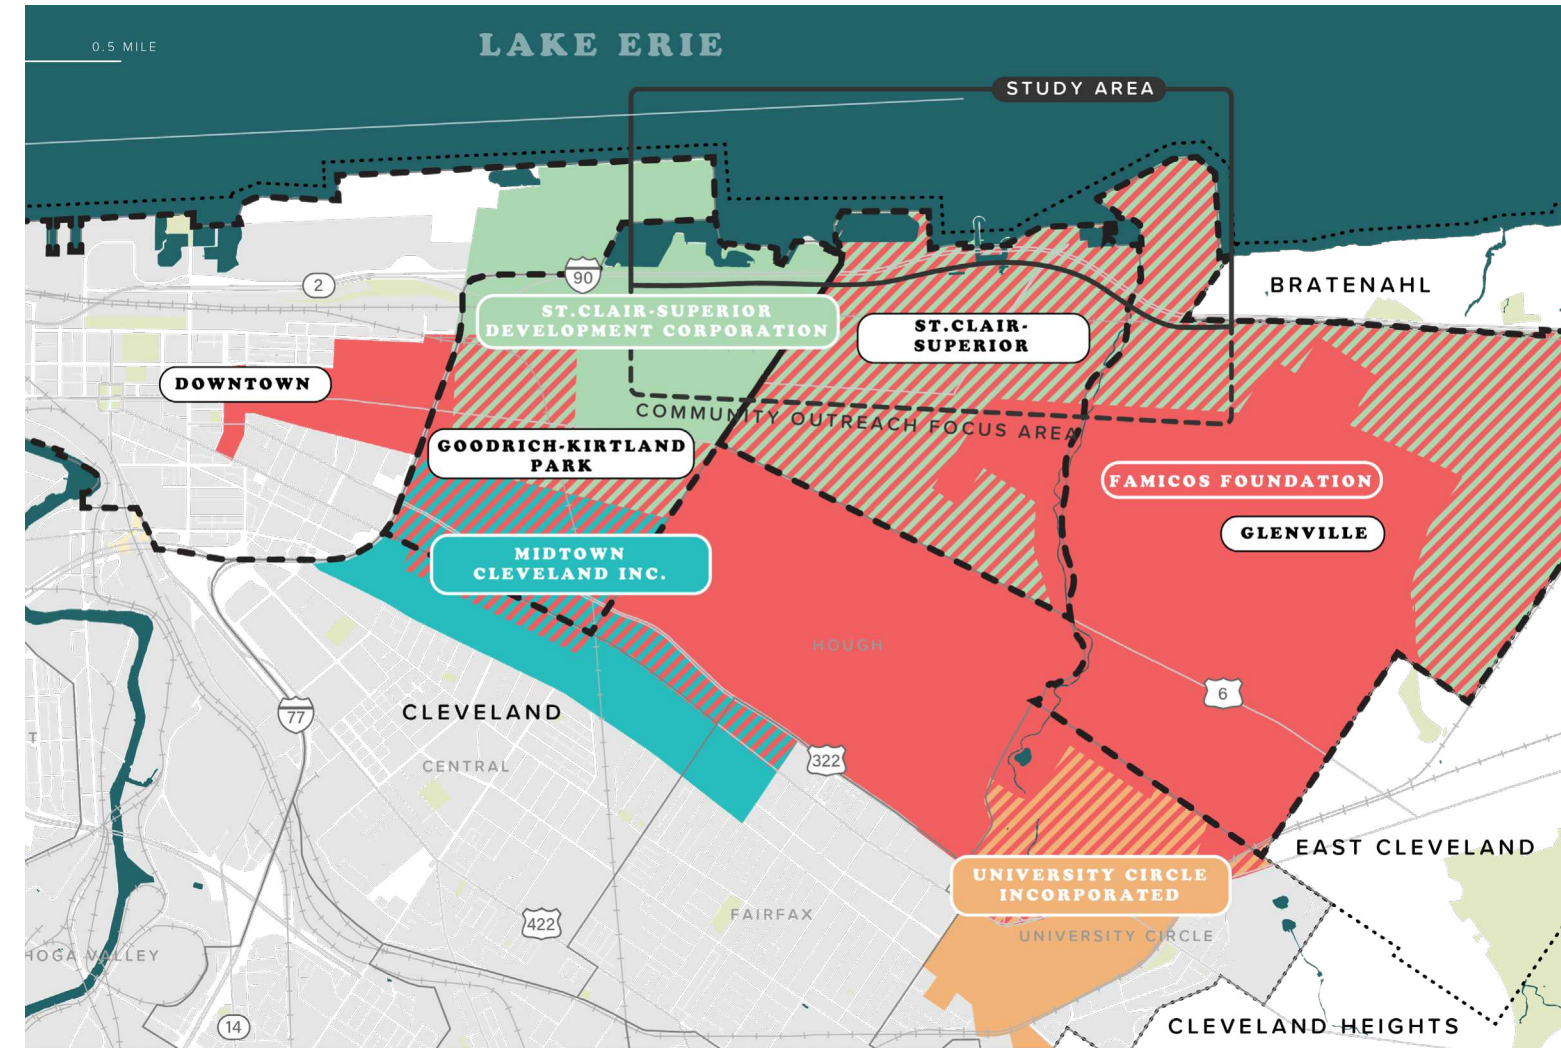 LAKE ERIE
0.5 MILE
STUDY AREA
90
2
BRATENAHL
ST.CLAIR-SUPERIOR
DEVELOPMENT CORPORATION
ST.CLAIR-
SUPERIOR
DOWNTOWN
COMMUNITY OUTREACH FOCUS AREA
GOODRICH-KIRTLAND
PARK
FAMICOS FOUNDATION
GLENVILLE
MIDTOWN
CLEVELAND INC.
HOUGH
6
77
CLEVELAND
T
322
CENTRAL
EAST CLEVELAND
UNIVERSITY CIRCLE
INCORPORATED
422
FAIRFAX
UNIVERSITY CIRCLE
HOGA VALLEY
14
CLEVELAND HEIGHTS